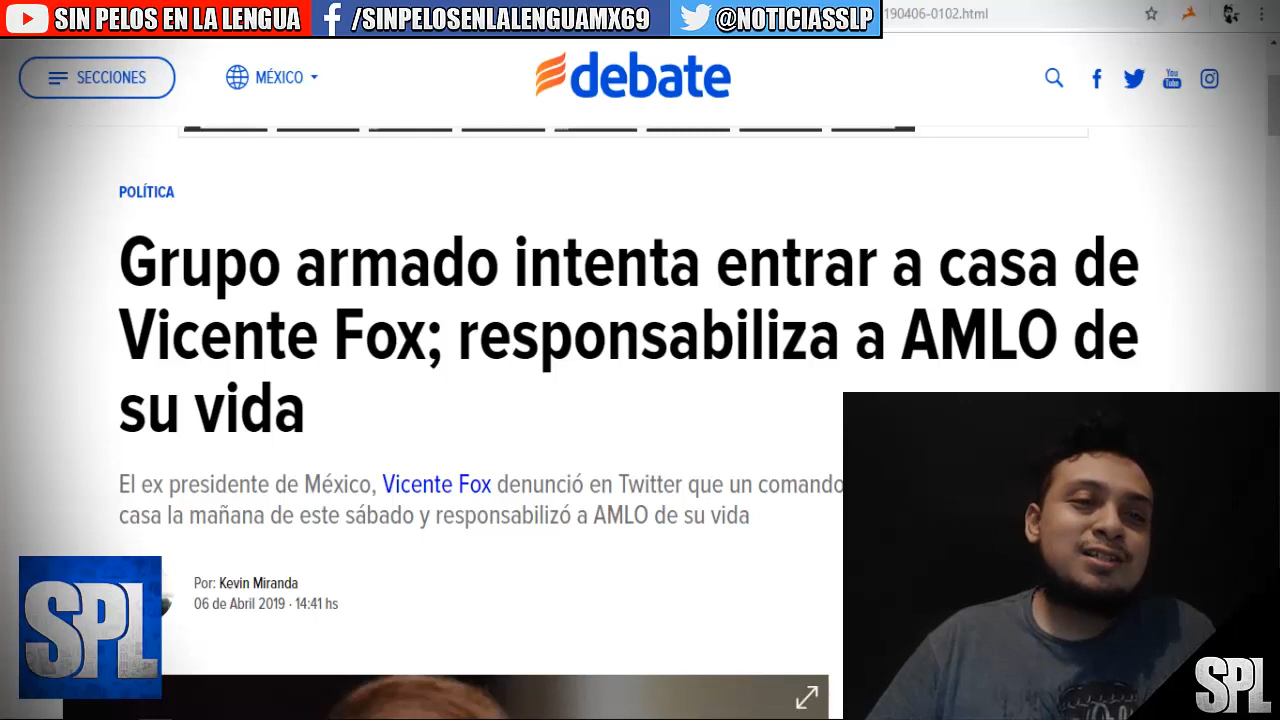 SIN PELOS EN LA LENGUA /SINPELOSENLALENGUAMX69 @NOTICIASSLP 190406-0102.html
SECCIONES MÉXICO debate You Tube
POLÍTICA
Grupo armado intenta entrar a casa de
Vicente Fox; responsabiliza a AMLO de
su vida
El ex presidente de México, Vicente Fox denunció en Twitter que un comando
casa la mañana de este sábado y responsabilizó a AMLO de su vida
Por: Kevin Miranda
06 de Abril 2019 · 14:41 hs
SPL
SPL